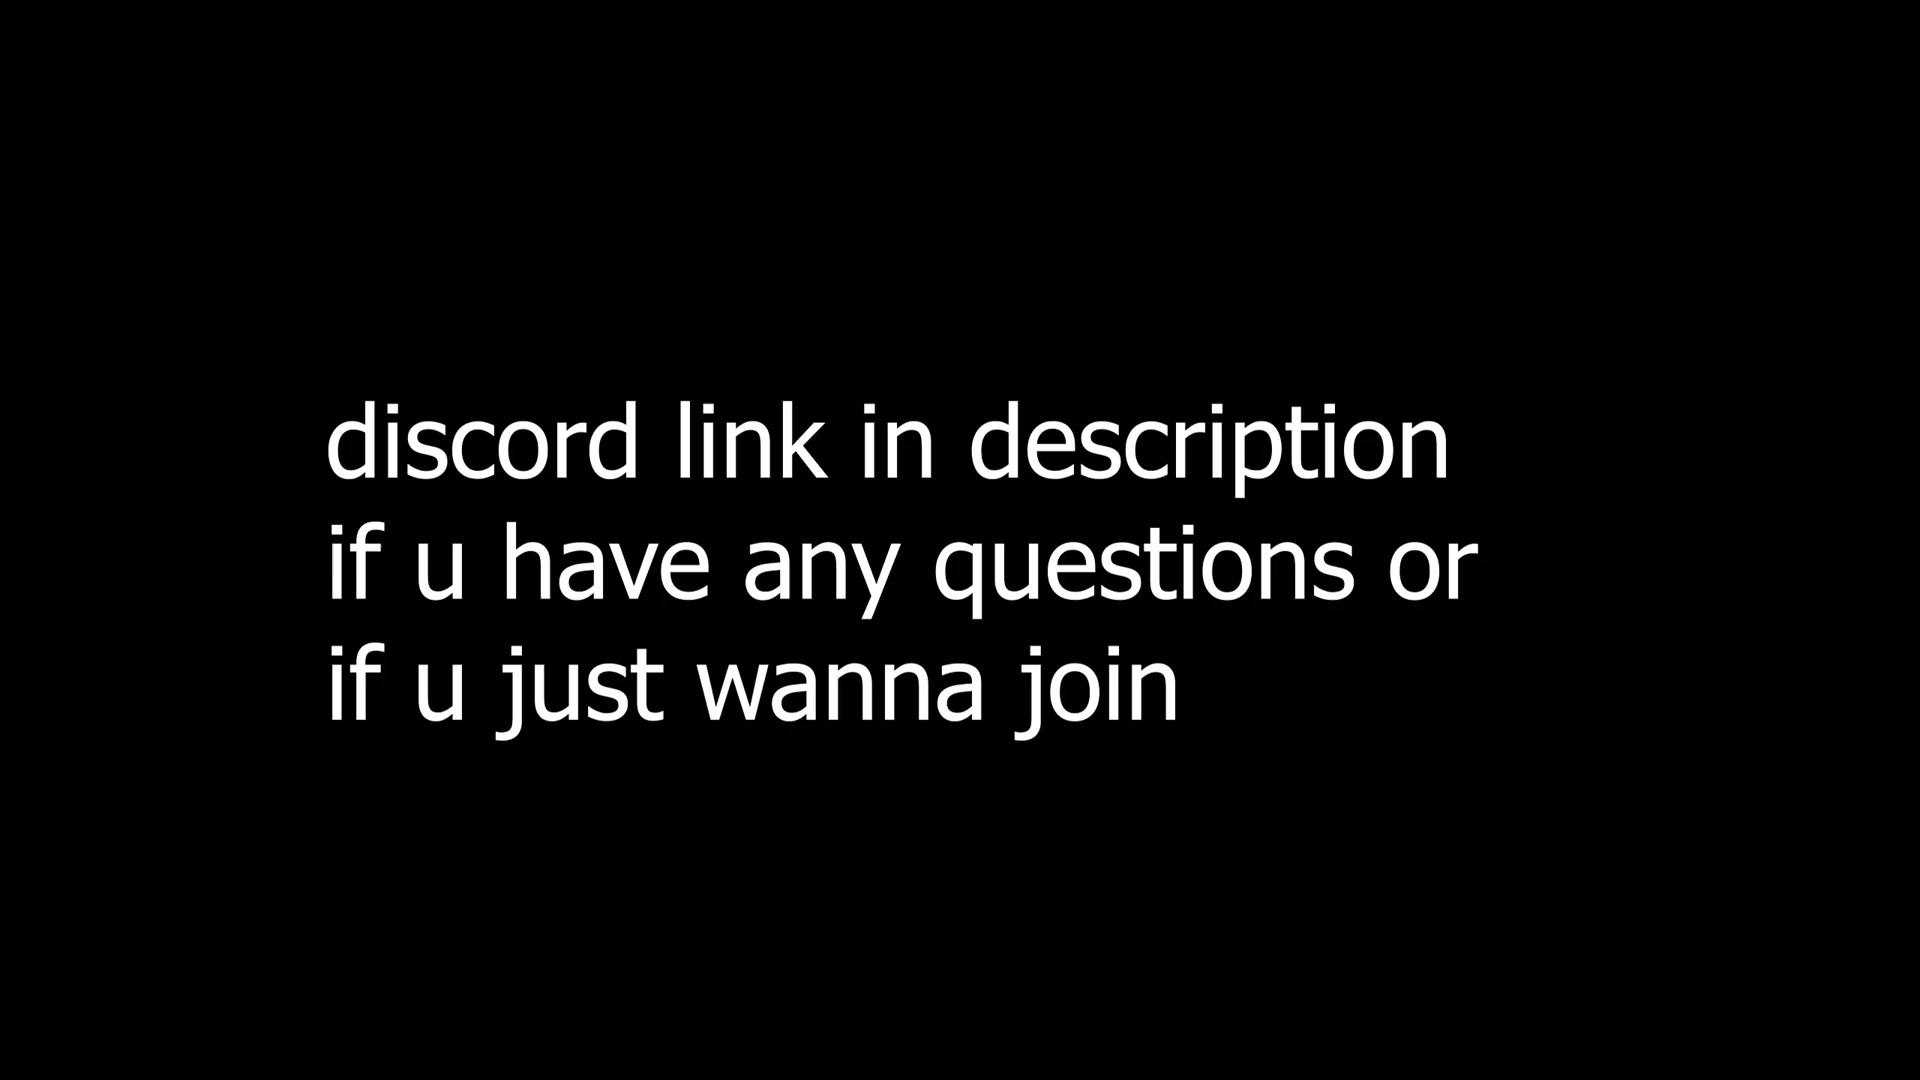 discord link in description
if u have any questions or
if u just wanna join